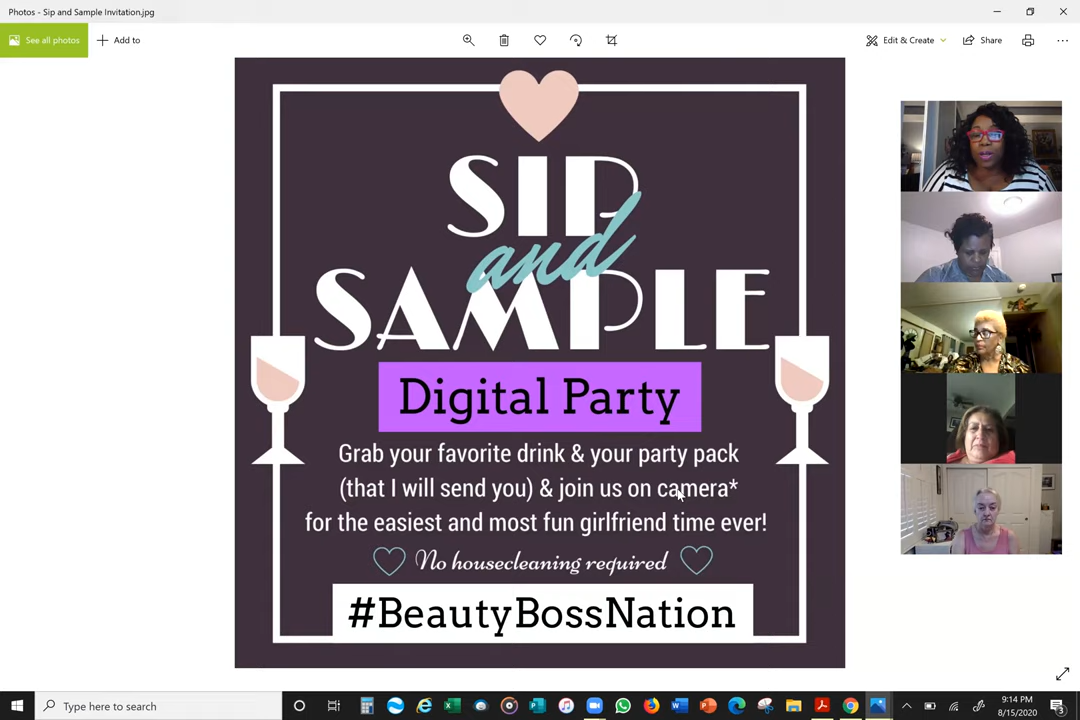 Photos - Sip and Sample Invitation.jpg
See all photos
Add to
Edit & Create
Share
SIP
and
SAMPLE
Digital Party
Grab your favorite drink & your party pack
(that I will send you) & join us on camera*
for the easiest and most fun girlfriend time ever!
No housecleaning required
#BeautyBossNation
Type here to search
9:14 PM
8/15/2020
3